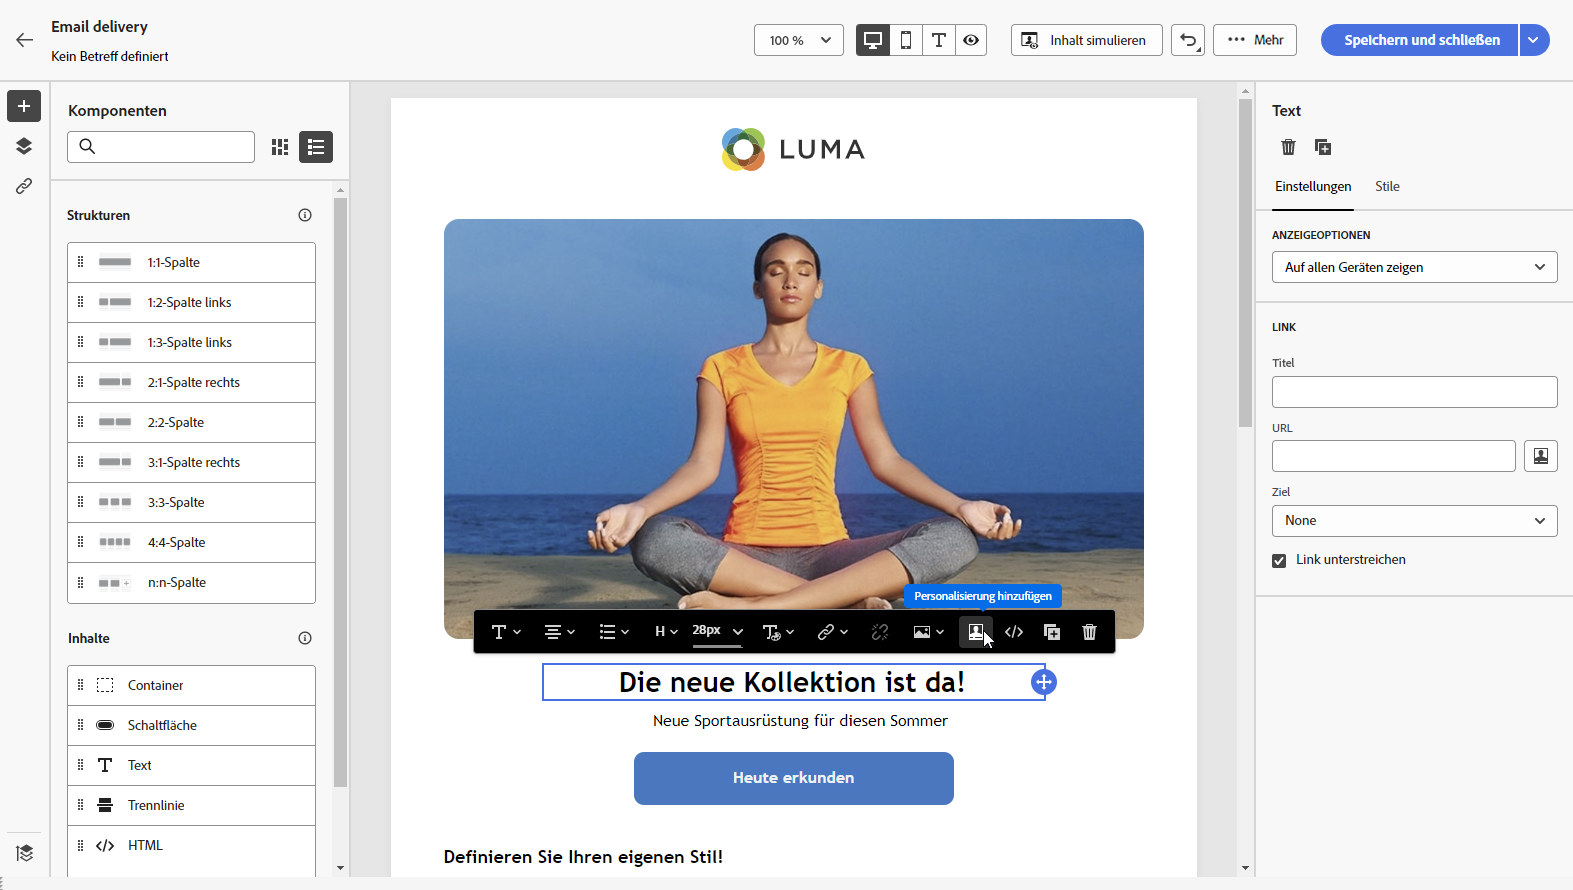 Email delivery
Kein Betreff definiert
100 %
Inhalt simulieren
Mehr
Speichern und schließen
Komponenten
Strukturen
1:1-Spalte
1:2-Spalte links
1:3-Spalte links
2:1-Spalte rechts
2:2-Spalte
3:1-Spalte rechts
3:3-Spalte
4:4-Spalte
n:n-Spalte
Inhalte
Container
Schaltfläche
Text
Trennlinie
HTML
LUMA
Personalisierung hinzufügen
H
28px
Die neue Kollektion ist da!
Neue Sportausrüstung für diesen Sommer
Heute erkunden
Definieren Sie Ihren eigenen Stil!
Text
Einstellungen
Stile
ANZEIGEOPTIONEN
Auf allen Geräten zeigen
LINK
Titel
URL
Ziel
None
Link unterstreichen